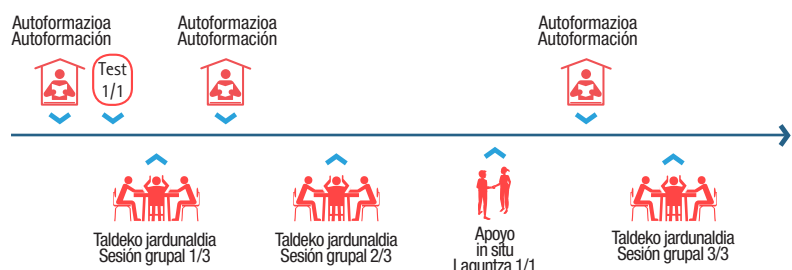 Autoformazioa
Autoformación
Autoformazioa
Autoformación
Autoformazioa
Autoformación
Test
1/1
Taldeko jardunaldia
Sesión grupal 1/3
Taldeko jardunaldia
Sesión grupal 2/3
Apoyo
in situ
Laguntza 1/1
Taldeko jardunaldia
Sesión grupal 3/3